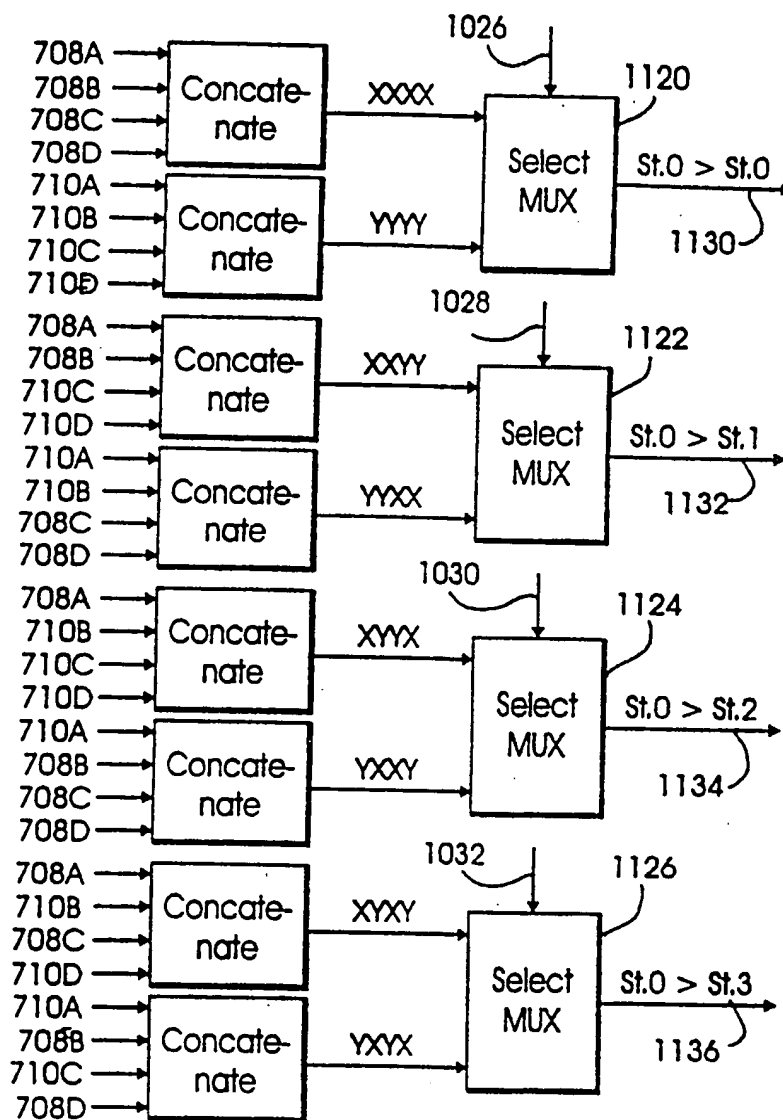 708A
708B
708C
708D
Concate-
nate
XXXX
710A
710B
710C
710D
Concate-
nate
YYYY
1026
1120
Select
MUX
St.0 > St.0
1130
708A
708B
710C
710D
Concate-
nate
XXYY
710A
710B
708C
708D
Concate-
nate
YYXX
1028
1122
Select
MUX
St.0 > St.1
1132
708A
710B
710C
710D
Concate-
nate
XYYX
710A
708B
708C
708D
Concate-
nate
YXXY
1030
1124
Select
MUX
St.0 > St.2
1134
708A
710B
708C
710D
Concate-
nate
XYXY
710A
708B
710C
708D
Concate-
nate
YXYX
1032
1126
Select
MUX
St.0 > St.3
1136